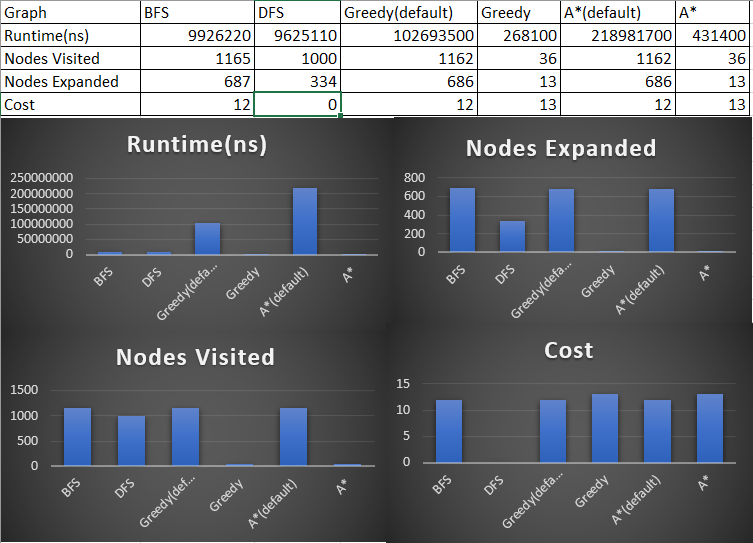 Graph BFS DFS Greedy(default) Greedy A*(default) A*
Runtime(ns) 9926220 9625110 102693500 268100 218981700 431400
Nodes Visited 1165 1000 1162 36 1162 36
Nodes Expanded 687 334 686 13 686 13
Cost 12 0 12 13 12 13
Runtime(ns)
250000000
200000000
150000000
100000000
50000000
0
BFS DFS Greedy(defa... Greedy A*(default) A*
Nodes Expanded
800
600
400
200
0
BFS DFS Greedy(defa... Greedy A*(default) A*
Nodes Visited
1500
1000
500
0
BFS DFS Greedy(def... Greedy A*(default) A*
Cost
15
10
5
0
BFS DFS Greedy(defa... Greedy A*(default) A*